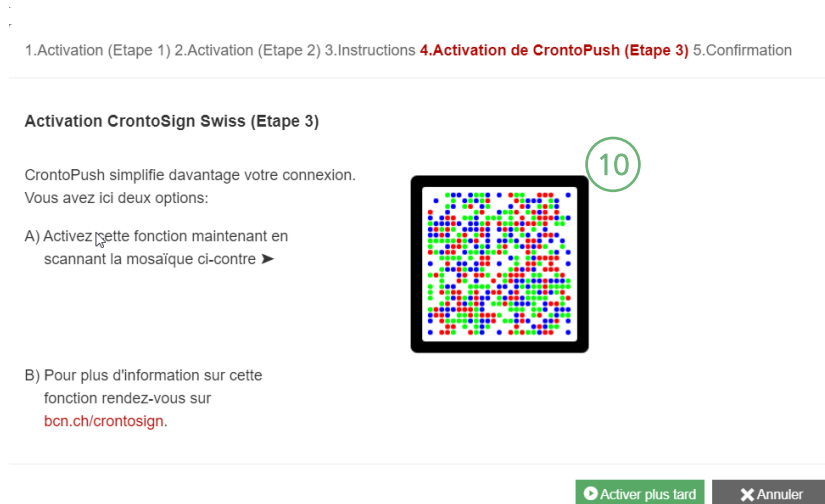 1.Activation (Etape 1) 2.Activation (Etape 2) 3.Instructions 4.Activation de CrontoPush (Etape 3) 5.Confirmation
Activation CrontoSign Swiss (Etape 3)
10
CrontoPush simplifie davantage votre connexion.
Vous avez ici deux options:
A) Activez cette fonction maintenant en
scannant la mosaïque ci-contre ➤
B) Pour plus d'information sur cette
fonction rendez-vous sur
bcn.ch/crontosign.
Activer plus tard
Annuler